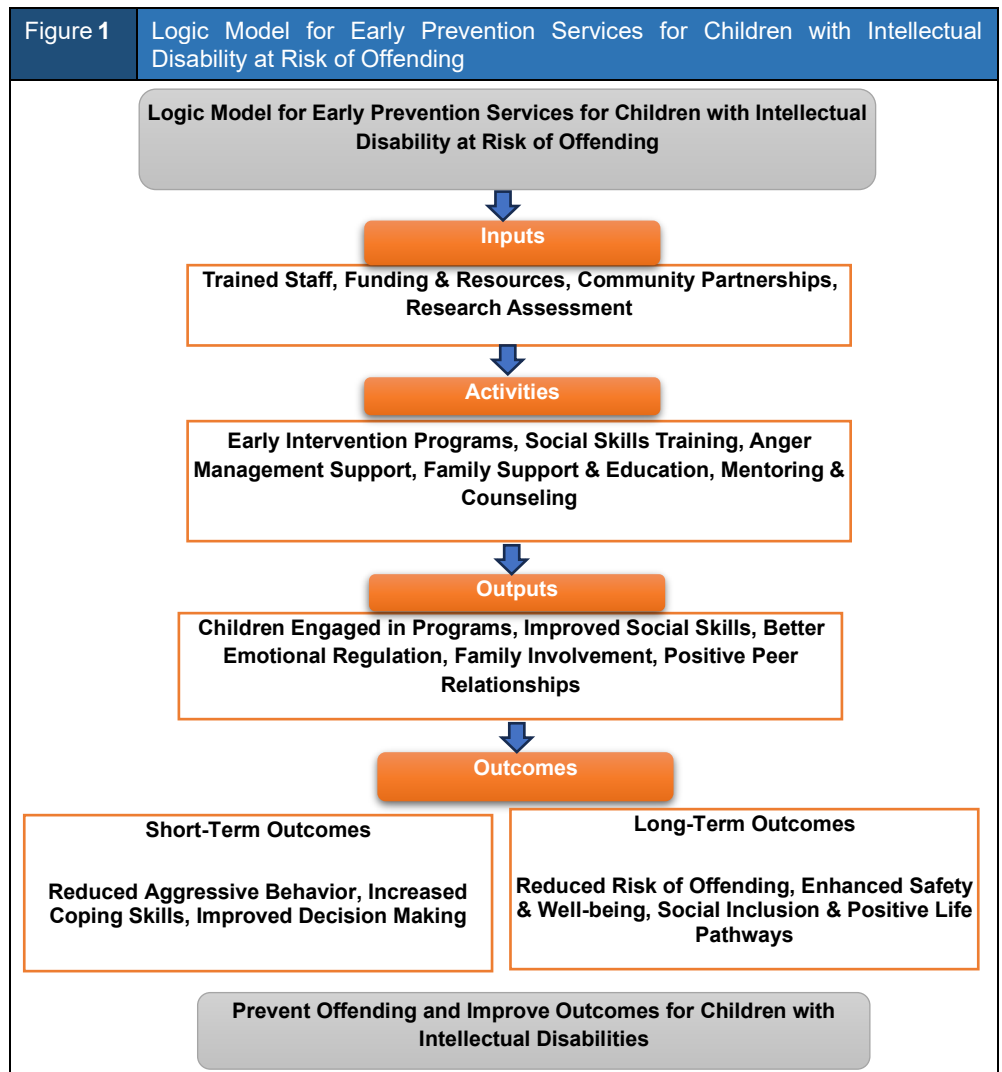 Figure 1
Logic Model for Early Prevention Services for Children with Intellectual
Disability at Risk of Offending
Logic Model for Early Prevention Services for Children with Intellectual
Disability at Risk of Offending
Inputs
Trained Staff, Funding & Resources, Community Partnerships,
Research Assessment
Activities
Early Intervention Programs, Social Skills Training, Anger
Management Support, Family Support & Education, Mentoring &
Counseling
Outputs
Children Engaged in Programs, Improved Social Skills, Better
Emotional Regulation, Family Involvement, Positive Peer
Relationships
Outcomes
Short-Term Outcomes
Reduced Aggressive Behavior, Increased
Coping Skills, Improved Decision Making
Long-Term Outcomes
Reduced Risk of Offending, Enhanced Safety
& Well-being, Social Inclusion & Positive Life
Pathways
Prevent Offending and Improve Outcomes for Children with
Intellectual Disabilities